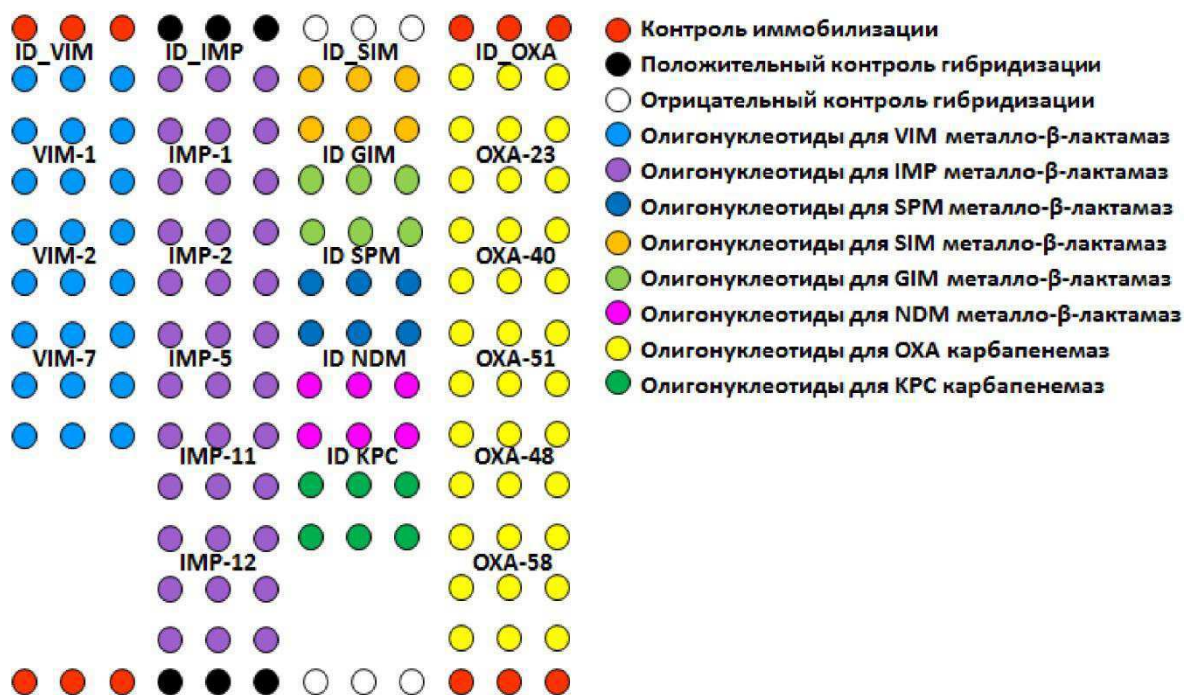 ID_VIM ID_IMP ID_SIM ID_OXA
VIM-1 IMP-1 ID GIM OXA-23
VIM-2 IMP-2 ID SPM OXA-40
VIM-7 IMP-5 ID NDM OXA-51
IMP-11 ID KPC OXA-48
IMP-12 OXA-58
Контроль иммобилизации
Положительный контроль гибридизации
Отрицательный контроль гибридизации
Олигонуклеотиды для VIM металло-β-лактамаз
Олигонуклеотиды для IMP металло-β-лактамаз
Олигонуклеотиды для SPM металло-β-лактамаз
Олигонуклеотиды для SIM металло-β-лактамаз
Олигонуклеотиды для GIM металло-β-лактамаз
Олигонуклеотиды для NDM металло-β-лактамаз
Олигонуклеотиды для OXA карбапенемаз
Олигонуклеотиды для KPC карбапенемаз